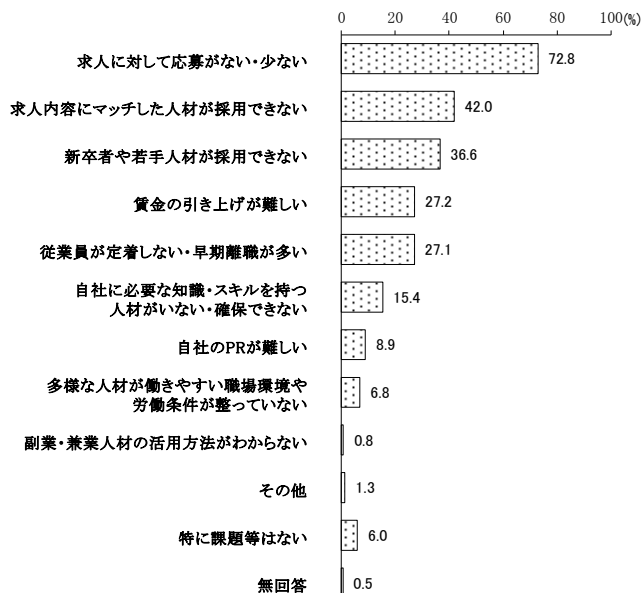 0 20 40 60 80 100(%)
求人に対して応募がない・少ない 72.8
求人内容にマッチした人材が採用できない 42.0
新卒者や若手人材が採用できない 36.6
賃金の引き上げが難しい 27.2
従業員が定着しない・早期離職が多い 27.1
自社に必要な知識・スキルを持つ
人材がいない・確保できない 15.4
自社のPRが難しい 8.9
多様な人材が働きやすい職場環境や
労働条件が整っていない 6.8
副業・兼業人材の活用方法がわからない 0.8
その他 1.3
特に課題等はない 6.0
無回答 0.5